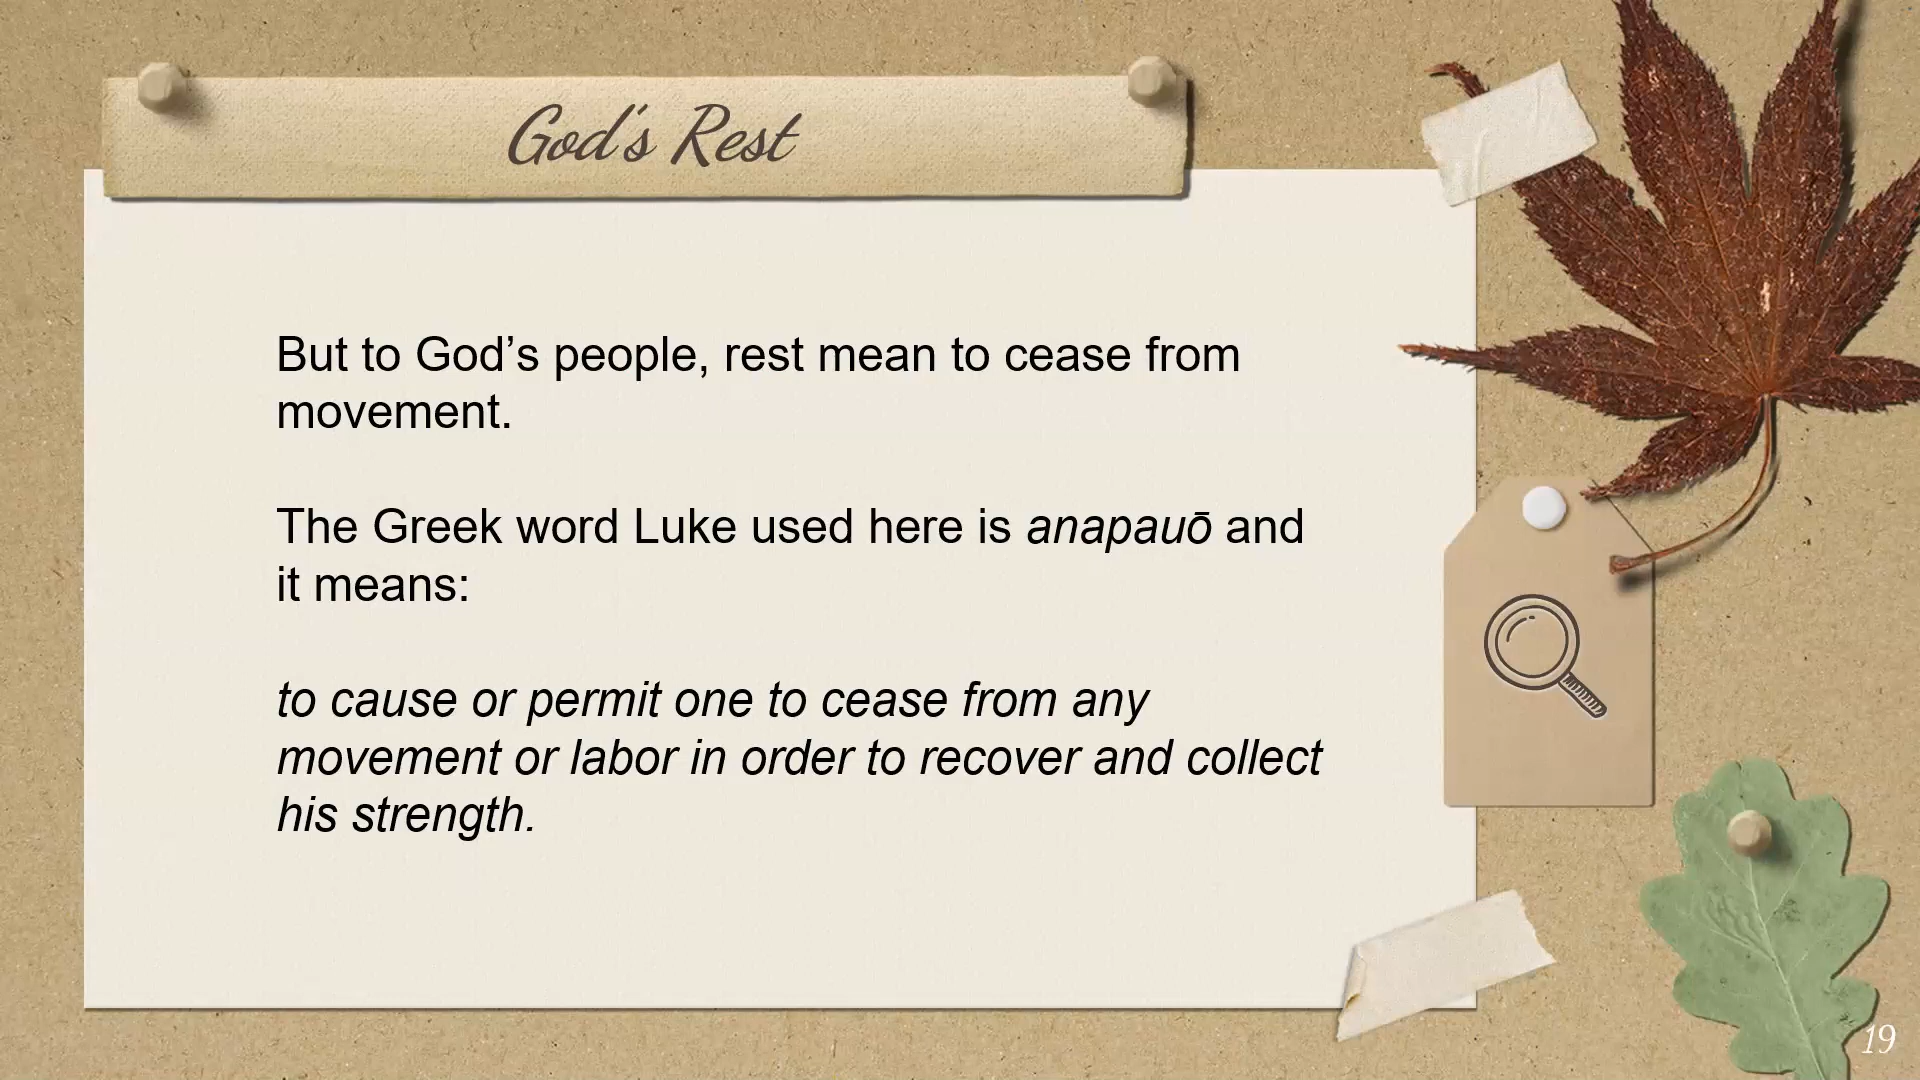 God's Rest
But to God’s people, rest mean to cease from
movement.
The Greek word Luke used here is anapauō and
it means:
to cause or permit one to cease from any
movement or labor in order to recover and collect
his strength.
19